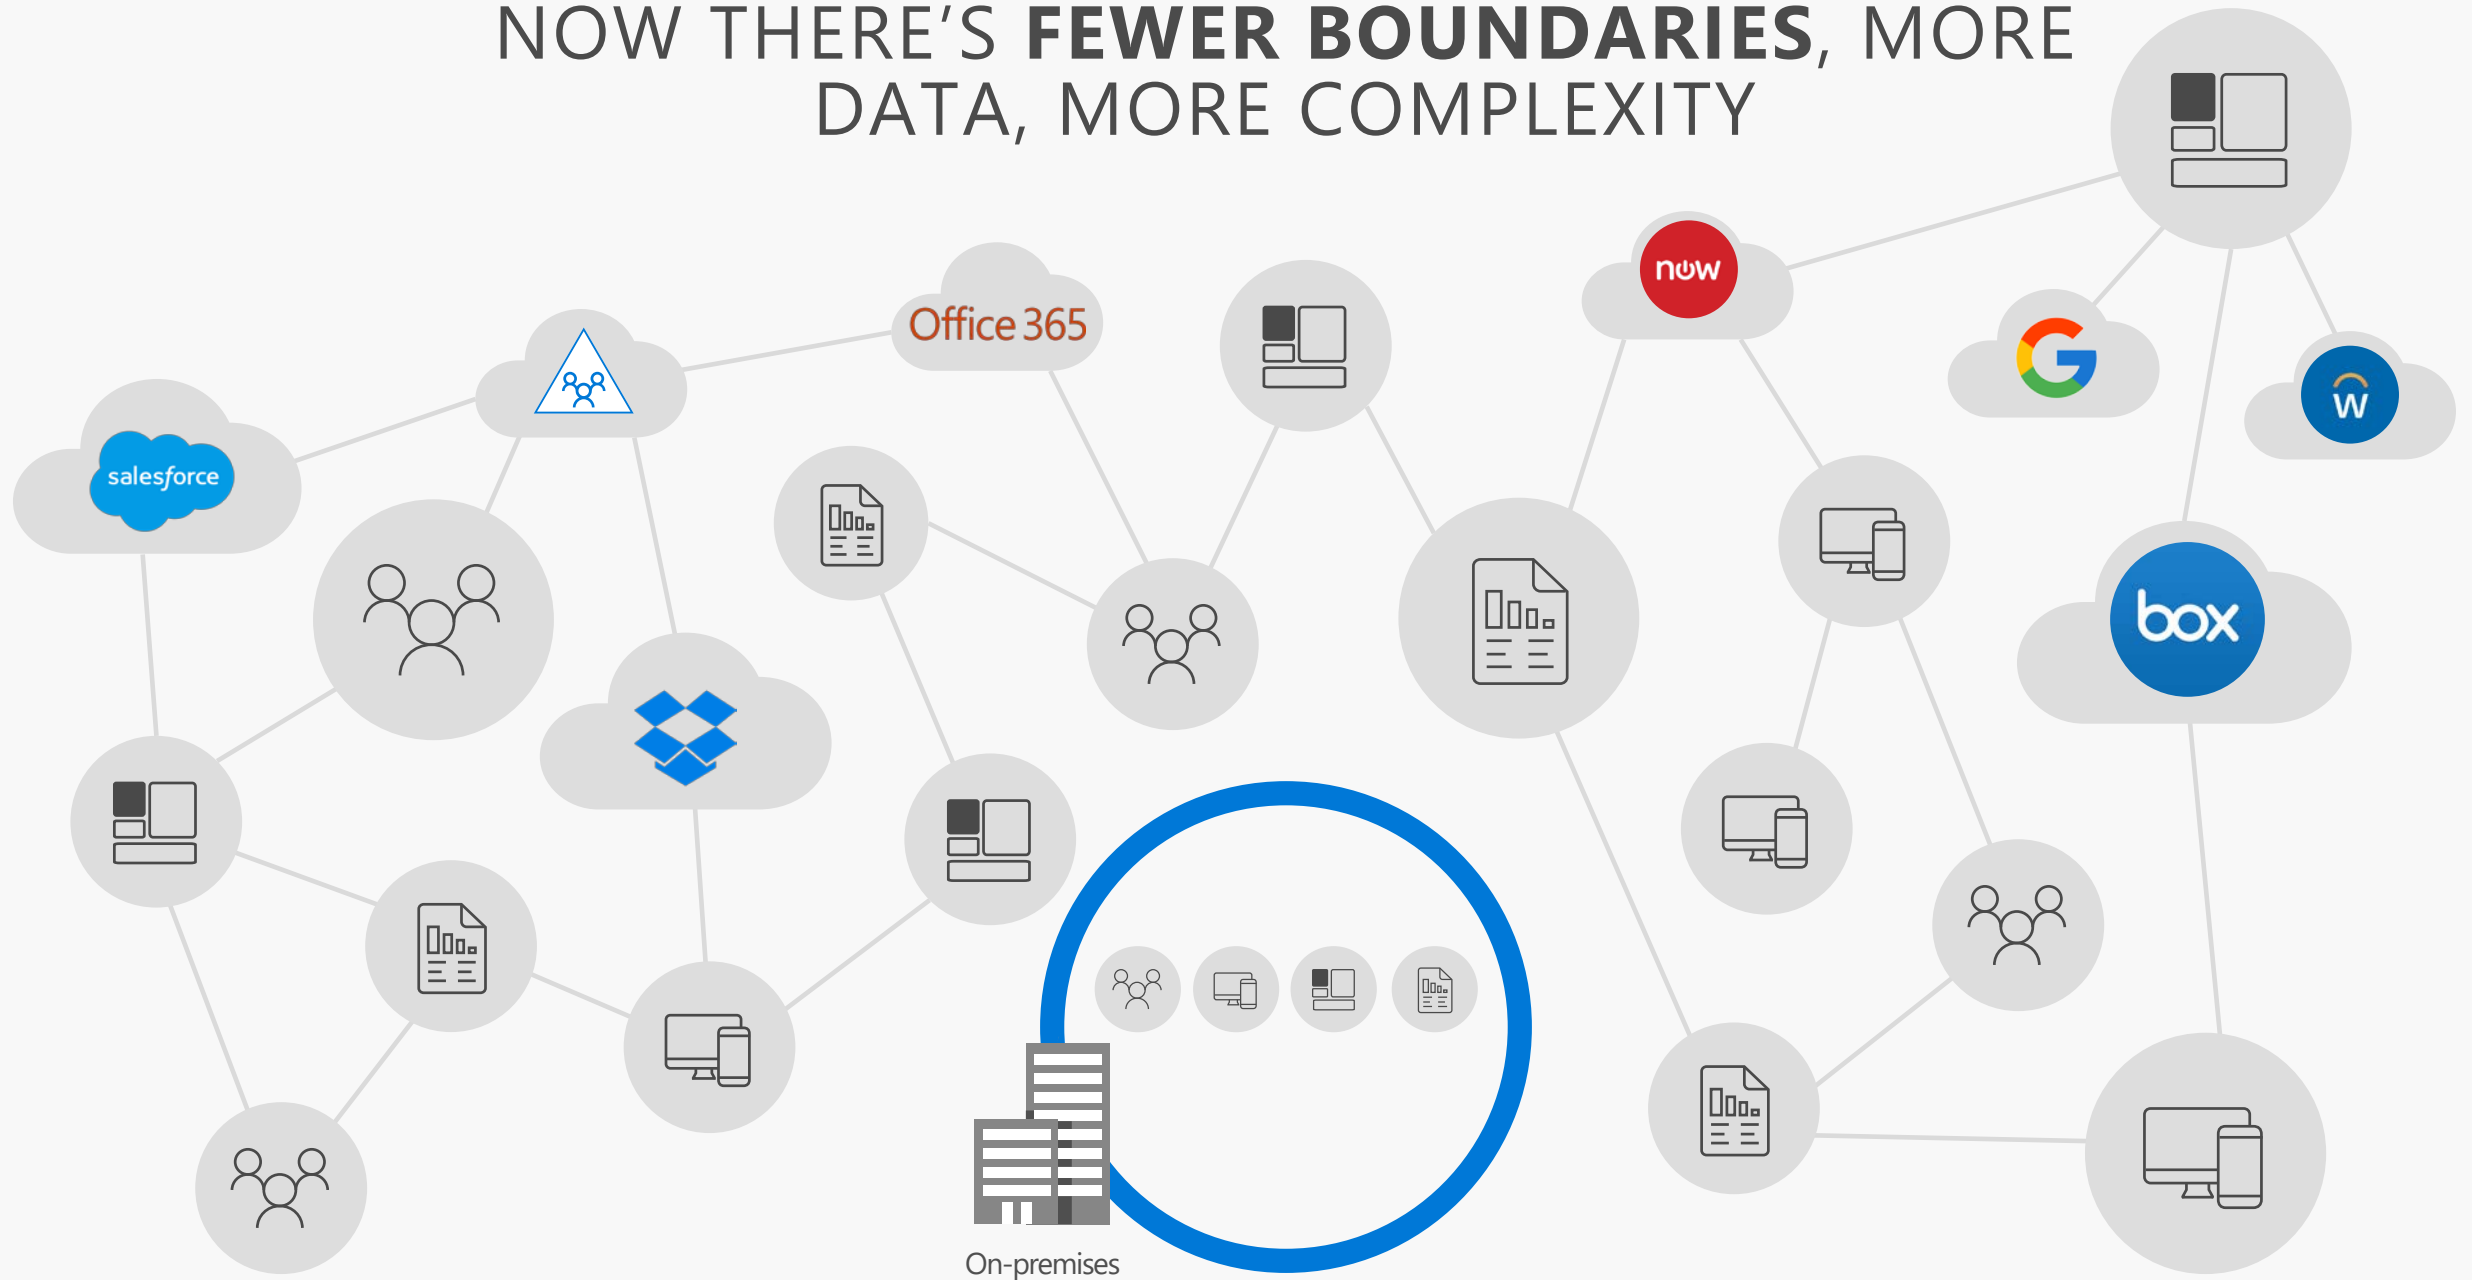 NOW THERE’S FEWER BOUNDARIES, MORE
DATA, MORE COMPLEXITY
now
Office 365
W
salesforce
box
On-premises